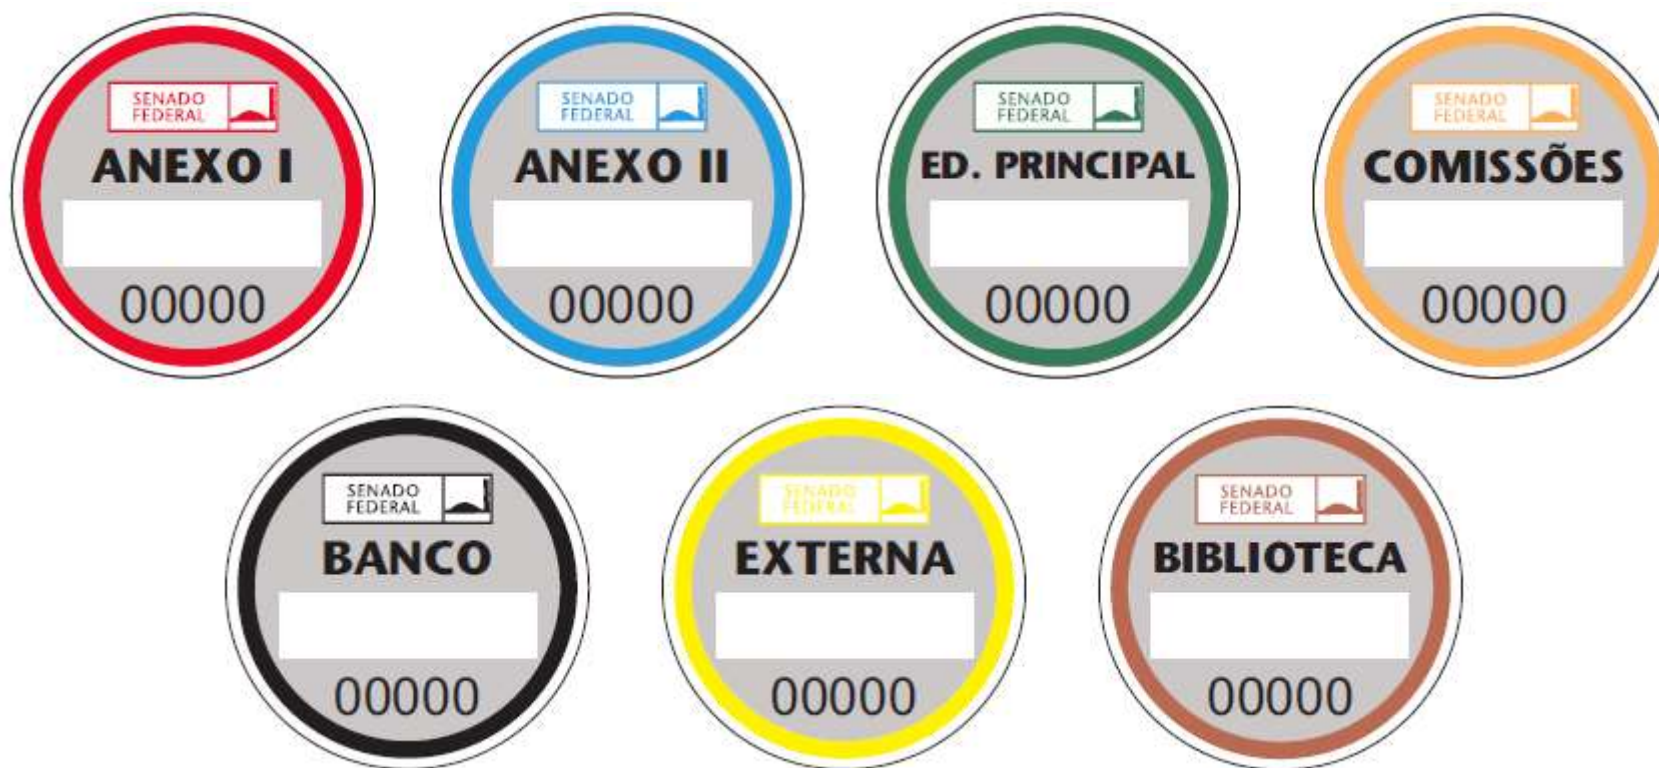 SENADO
FEDERAL
ANEXO I
00000
SENADO
FEDERAL
ANEXO II
00000
SENADO
FEDERAL
ED. PRINCIPAL
00000
SENADO
FEDERAL
COMISSÕES
00000
SENADO
FEDERAL
BANCO
00000
SENADO
FEDERAL
EXTERNA
00000
SENADO
FEDERAL
BIBLIOTECA
00000